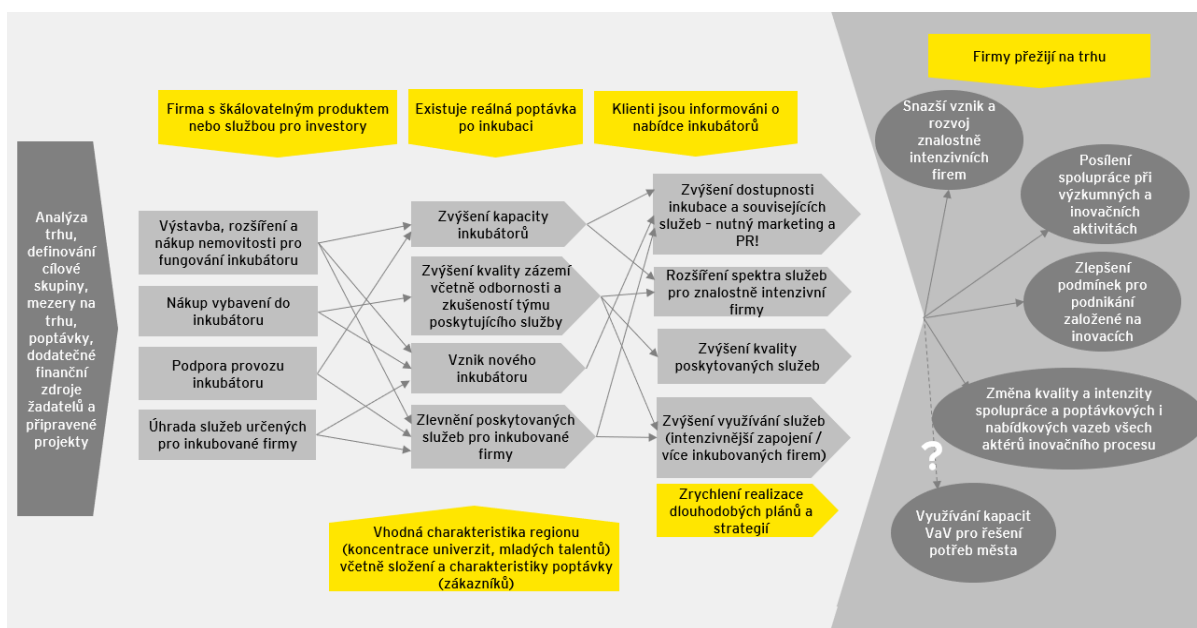 Analýza
trhu,
definování
cílové
skupiny,
mezery na
trhu,
poptávky,
dodatečné
finanční
zdroje
žadatelů a
připravené
projekty
Firma s škálovatelným produktem
nebo službou pro investory
Výstavba, rozšíření a
nákup nemovitosti pro
fungování inkubátoru
Nákup vybavení do
inkubátoru
Podpora provozu
inkubátoru
Úhrada služeb určených
pro inkubované firmy
Existuje reálná poptávka
po inkubaci
Zvýšení kapacity
inkubátorů
Zvýšení kvality zázemí
včetně odbornosti a
zkušeností týmu
poskytujícího služby
Vznik nového
inkubátoru
Zlevnění poskytovaných
služeb pro inkubované
firmy
Vhodná charakteristika regionu
(koncentrace univerzit, mladých talentů)
včetně složení a charakteristiky poptávky
(zákazníků)
Klienti jsou informováni o
nabídce inkubátorů
Zvýšení dostupnosti
inkubace a souvisejících
služeb – nutný marketing a
PR!
Rozšíření spektra služeb
pro znalostně intenzivní
firmy
Zvýšení kvality
poskytovaných služeb
Zvýšení využívání služeb
(intenzivnější zapojení /
více inkubovaných firem)
Zrychlení realizace
dlouhodobých plánů a
strategií
Firmy přežijí na trhu
Snazší vznik a
rozvoj
znalostně
intenzivních
firem
Posílení
spolupráce při
výzkumných a
inovačních
aktivitách
Zlepšení
podmínek pro
podnikání
založené na
inovacích
Změna kvality a intenzity
spolupráce a poptávkových i
nabídkových vazeb všech
aktérů inovačního procesu
?
Využívání kapacit
VaV pro řešení
potřeb města